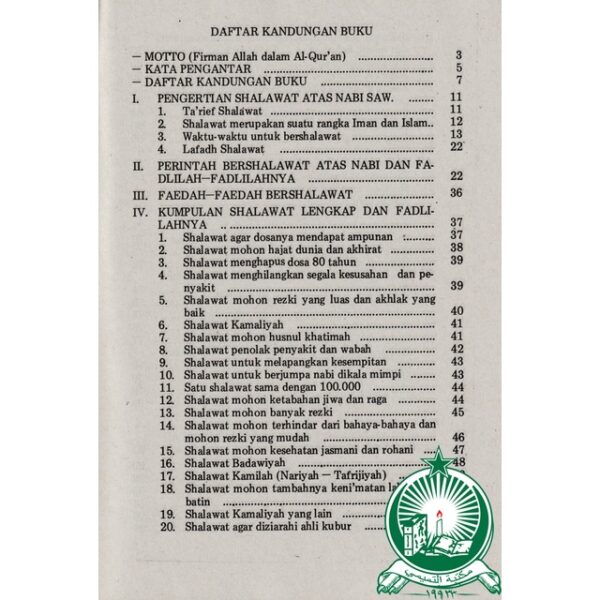 DAFTAR KANDUNGAN BUKU
— MOTTO (Firman Allah dalam Al-Qur'an) ........ 3
— KATA PENGANTAR ........ 5
— DAFTAR KANDUNGAN BUKU ........ 7
I. PENGERTIAN SHALAWAT ATAS NABI SAW. 11
1. Ta'rief Shalawat ........ 11
2. Shalawat merupakan suatu rangka Iman dan Islam.. 12
3. Waktu-waktu untuk bershalawat ........ 13
4. Lafadh Shalawat ........ 22
II. PERINTAH BERSHALAWAT ATAS NABI DAN FA-
DLILAH—FADLILAHNYA ........ 22
III. FAEDAH—FAEDAH BERSHALAWAT ........ 36
IV. KUMPULAN SHALAWAT LENGKAP DAN FADLI-
LAHNYA ........ 37
1. Shalawat agar dosanya mendapat ampunan ........ 37
2. Shalawat mohon hajat dunia dan akhirat ........ 38
3. Shalawat menghapus dosa 80 tahun ........ 39
4. Shalawat menghilangkan segala kesusahan dan pe-
nyakit ........ 39
5. Shalawat mohon rezki yang luas dan akhlak yang
baik ........ 40
6. Shalawat Kamaliyah ........ 41
7. Shalawat mohon husnul khatimah ........ 41
8. Shalawat penolak penyakit dan wabah ........ 42
9. Shalawat untuk melapangkan kesempitan ........ 43
10. Shalawat untuk berjumpa nabi dikala mimpi ........ 43
11. Satu shalawat sama dengan 100.000 ........ 44
12. Shalawat mohon ketabahan jiwa dan raga ........ 44
13. Shalawat mohon banyak rezki ........ 45
14. Shalawat mohon terhindar dari bahaya-bahaya dan
mohon rezki yang mudah ........ 46
15. Shalawat mohon kesehatan jasmani dan rohani .... 47
16. Shalawat Badawiyah ........ 48
17. Shalawat Kamilah (Nariyah — Tafrijiyah) ........
18. Shalawat mohon tambahnya keni'matan
batin ........
19. Shalawat Kamaliyah yang lain ........
20. Shalawat agar diziarahi ahli kubur ........
مكتبة التميمي
١٩٩٣